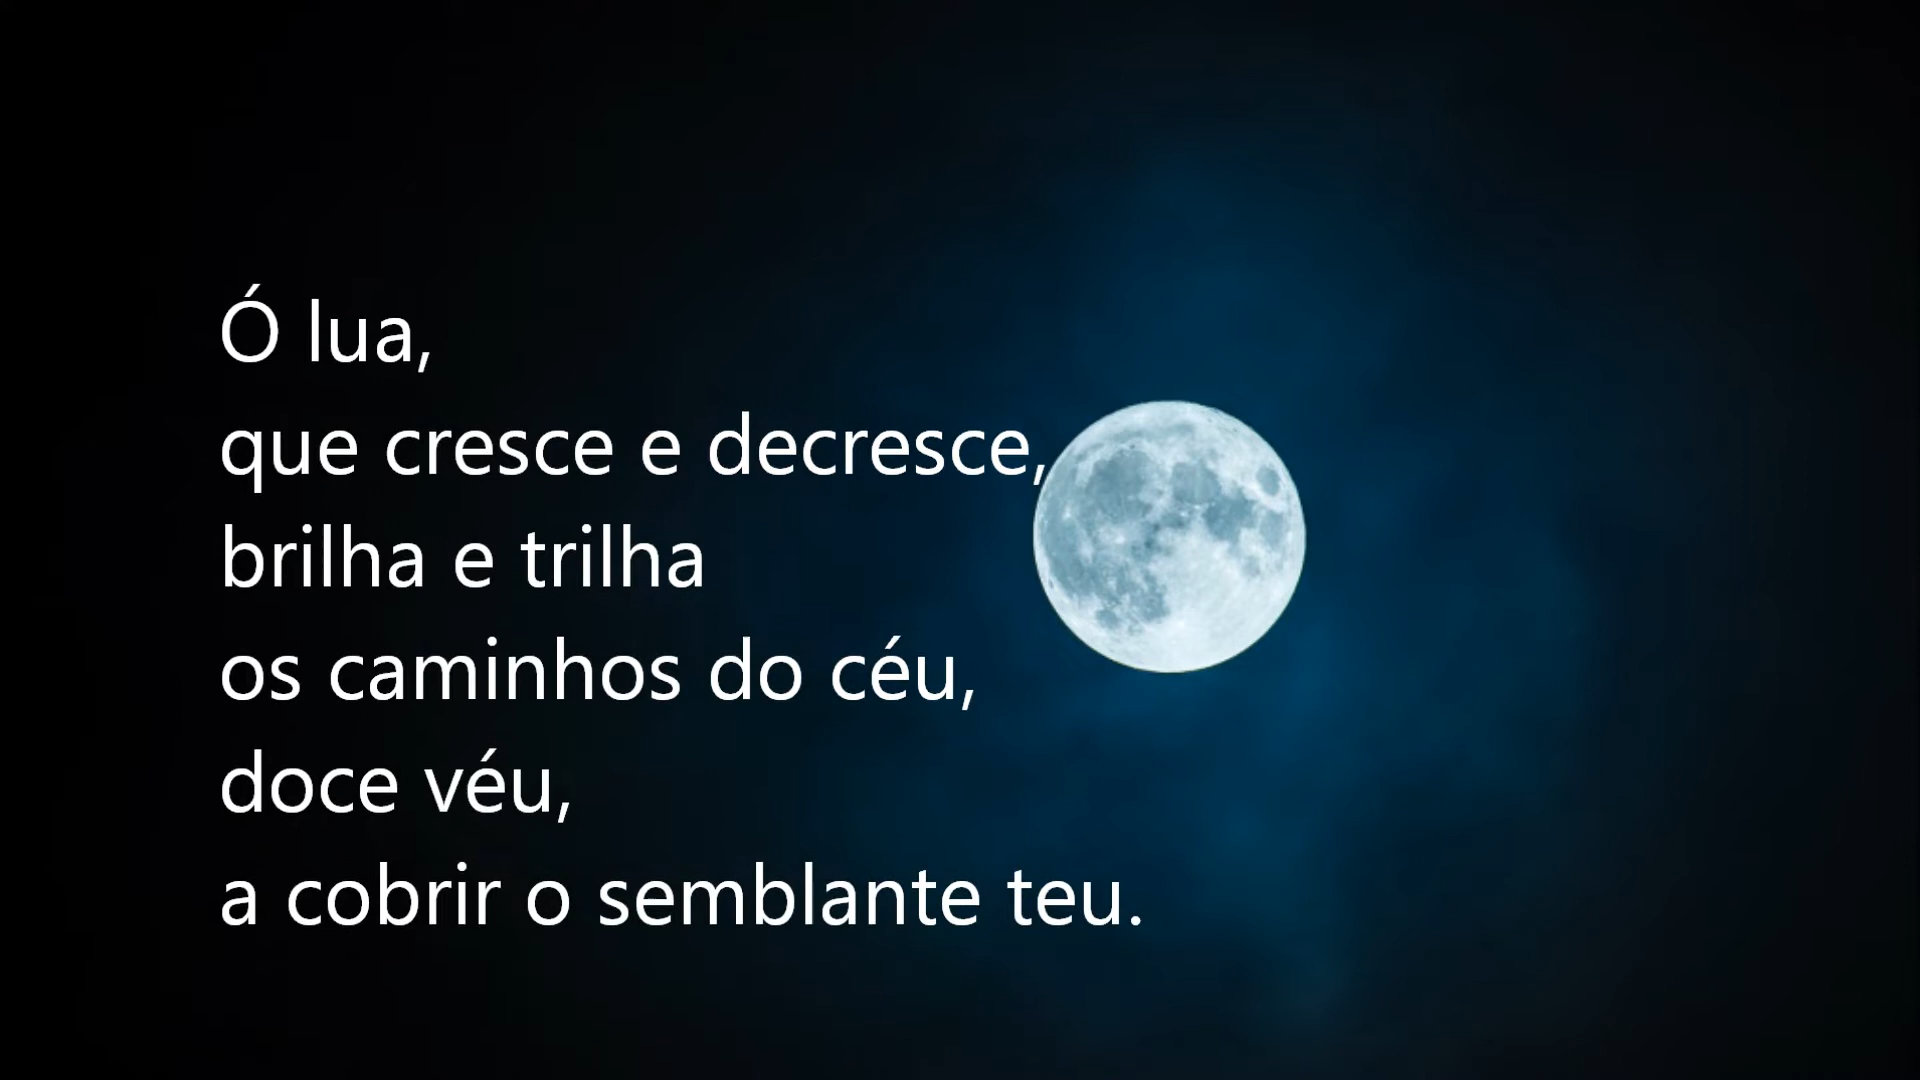 Ó lua,
que cresce e decresce,
brilha e trilha
os caminhos do céu,
doce véu,
a cobrir o semblante teu.